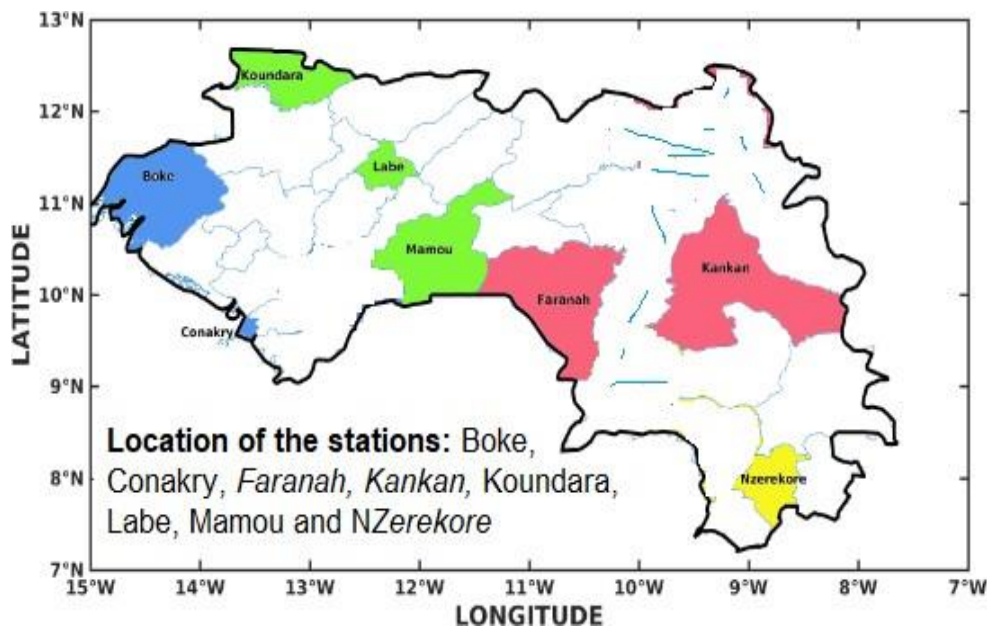 13°N
12°N
11°N
10°N
9°N
8°N
7°N
LATITUDE
Koundara
Labe
Boke
Mamou
Kankan
Faranah
Conakry
Nzerekore
Location of the stations: Boke,
Conakry, Faranah, Kankan, Koundara,
Labe, Mamou and NZerekore
15°W 14°W 13°W 12°W 11°W 10°W 9°W 8°W 7°W
LONGITUDE